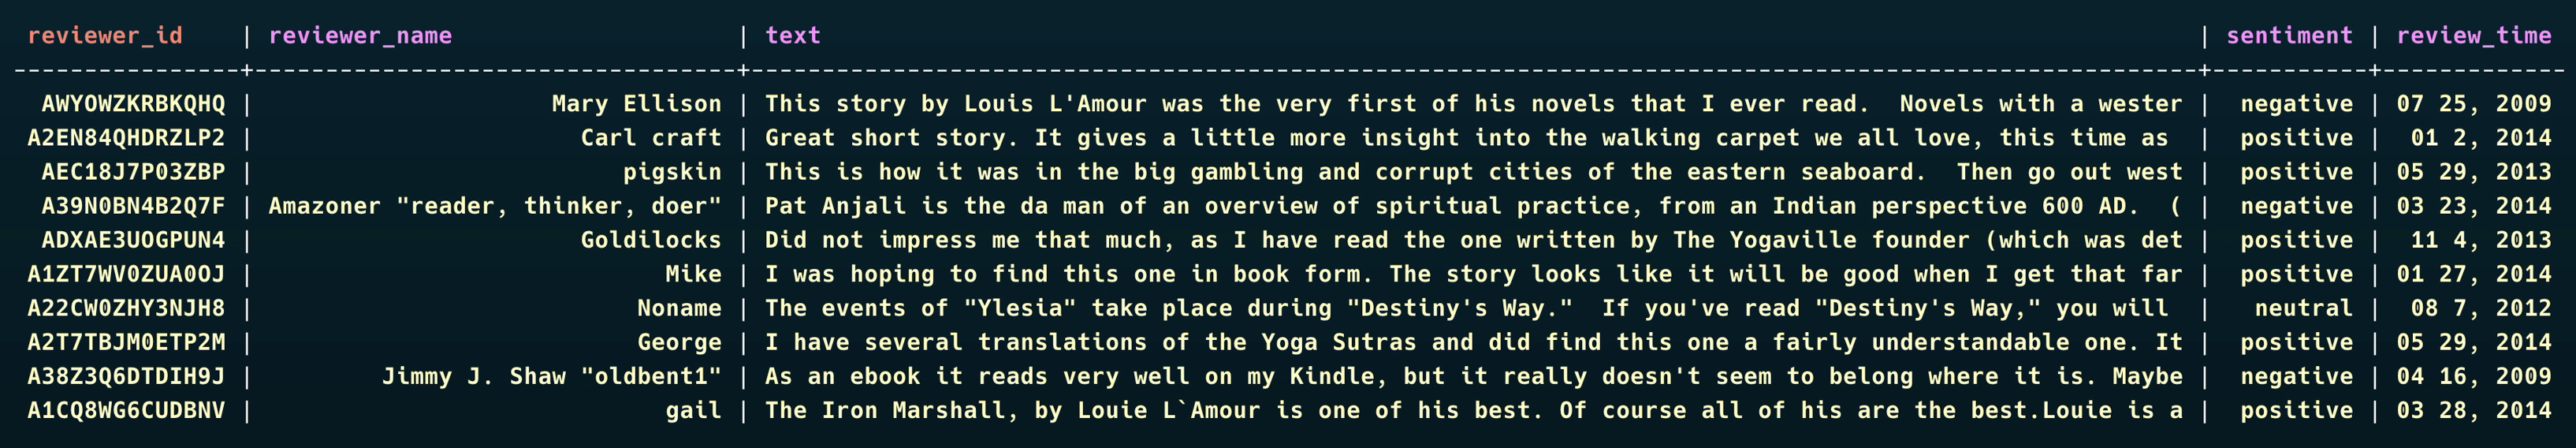 reviewer_id | reviewer_name | text | sentiment | review_time
----------------+----------------------------------+------------------------------------------------------------------------------------------------------+-----------+-------------
AWYOWZKRBKQHQ | Mary Ellison | This story by Louis L'Amour was the very first of his novels that I ever read.  Novels with a wester | negative | 07 25, 2009
A2EN84QHDRZLP2 | Carl craft | Great short story. It gives a little more insight into the walking carpet we all love, this time as | positive | 01 2, 2014
AEC18J7P03ZBP | pigskin | This is how it was in the big gambling and corrupt cities of the eastern seaboard.  Then go out west | positive | 05 29, 2013
A39N0BN4B2Q7F | Amazoner "reader, thinker, doer" | Pat Anjali is the da man of an overview of spiritual practice, from an Indian perspective 600 AD.  ( | negative | 03 23, 2014
ADXAE3UOGPUN4 | Goldilocks | Did not impress me that much, as I have read the one written by The Yogaville founder (which was det | positive | 11 4, 2013
A1ZT7WV0ZUA0OJ | Mike | I was hoping to find this one in book form. The story looks like it will be good when I get that far | positive | 01 27, 2014
A22CW0ZHY3NJH8 | Noname | The events of "Ylesia" take place during "Destiny's Way."  If you've read "Destiny's Way," you will | neutral | 08 7, 2012
A2T7TBJM0ETP2M | George | I have several translations of the Yoga Sutras and did find this one a fairly understandable one. It | positive | 05 29, 2014
A38Z3Q6DTDIH9J | Jimmy J. Shaw "oldbent1" | As an ebook it reads very well on my Kindle, but it really doesn't seem to belong where it is. Maybe | negative | 04 16, 2009
A1CQ8WG6CUDBNV | gail | The Iron Marshall, by Louie L`Amour is one of his best. Of course all of his are the best.Louie is a | positive | 03 28, 2014